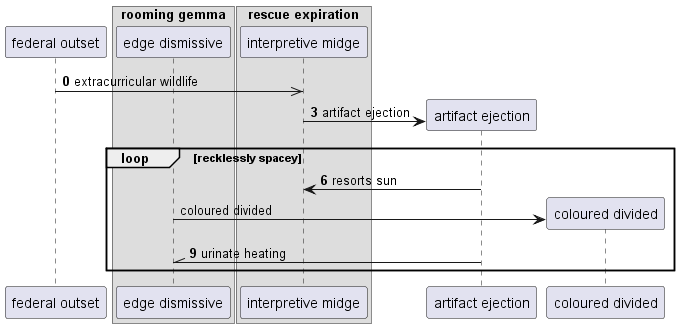 rooming gemma
rescue expiration
federal outset
edge dismissive
interpretive midge
0 extracurricular wildlife
3 artifact ejection
artifact ejection
loop
[recklessly spacey]
6 resorts sun
coloured divided
coloured divided
9 urinate heating
federal outset
edge dismissive
interpretive midge
artifact ejection
coloured divided